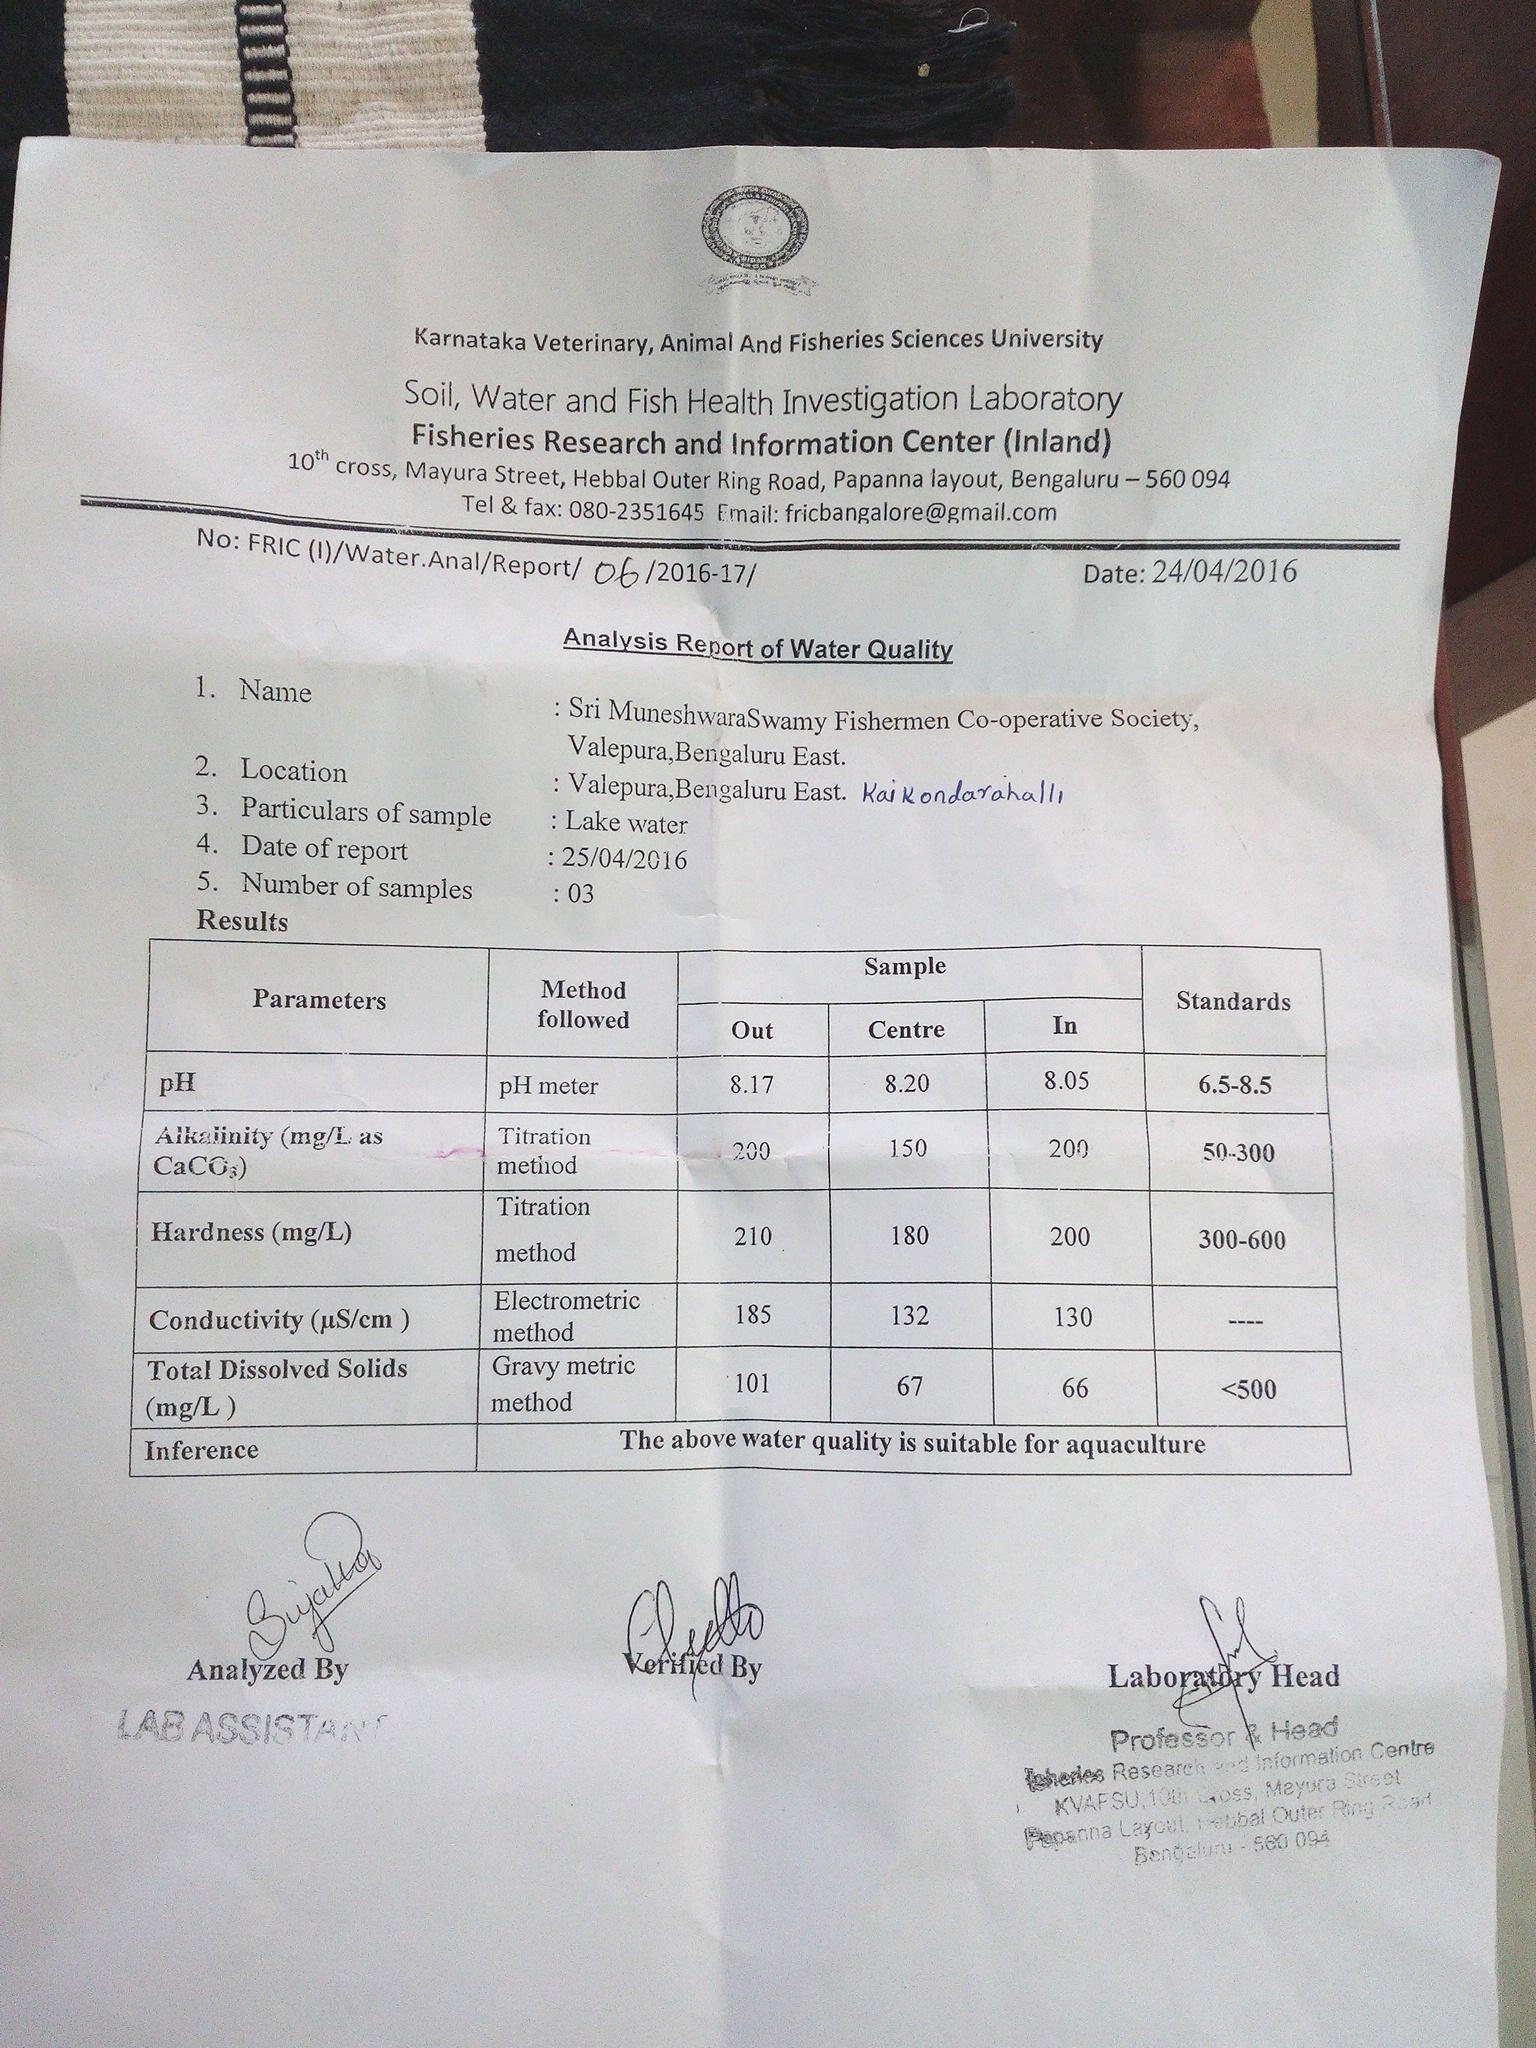 Karnataka Veterinary, Animal And Fisheries Sciences University
Soil, Water and Fish Health Investigation Laboratory
Fisheries Research and Information Center (Inland)
10th cross, Mayura Street, Hebbal Outer Ring Road, Papanna layout, Bengaluru – 560 094
Tel & fax: 080-2351645 Email: fricbangalore@gmail.com
No: FRIC (I)/Water.Anal/Report/ 06 /2016-17/ Date: 24/04/2016
Analysis Report of Water Quality
1. Name : Sri MuneshwaraSwamy Fishermen Co-operative Society,
Valepura,Bengaluru East.
2. Location : Valepura,Bengaluru East. Kaikondarahalli
3. Particulars of sample : Lake water
4. Date of report : 25/04/2016
5. Number of samples : 03
Results
Parameters Method followed Sample Standards
Out Centre In
pH pH meter 8.17 8.20 8.05 6.5-8.5
Alkalinity (mg/L as CaCO3) Titration method 200 150 200 50-300
Hardness (mg/L) Titration method 210 180 200 300-600
Conductivity (µS/cm ) Electrometric method 185 132 130 ----
Total Dissolved Solids (mg/L ) Gravy metric method 101 67 66 <500
Inference The above water quality is suitable for aquaculture
Analyzed By Verified By Laboratory Head
LAB ASSISTANT
Professor & Head
Fisheries Research and Information Centre
KVAFSU, 10th Cross, Mayura Street
Papanna Layout, Hebbal Outer Ring Road
Bengaluru - 560 094